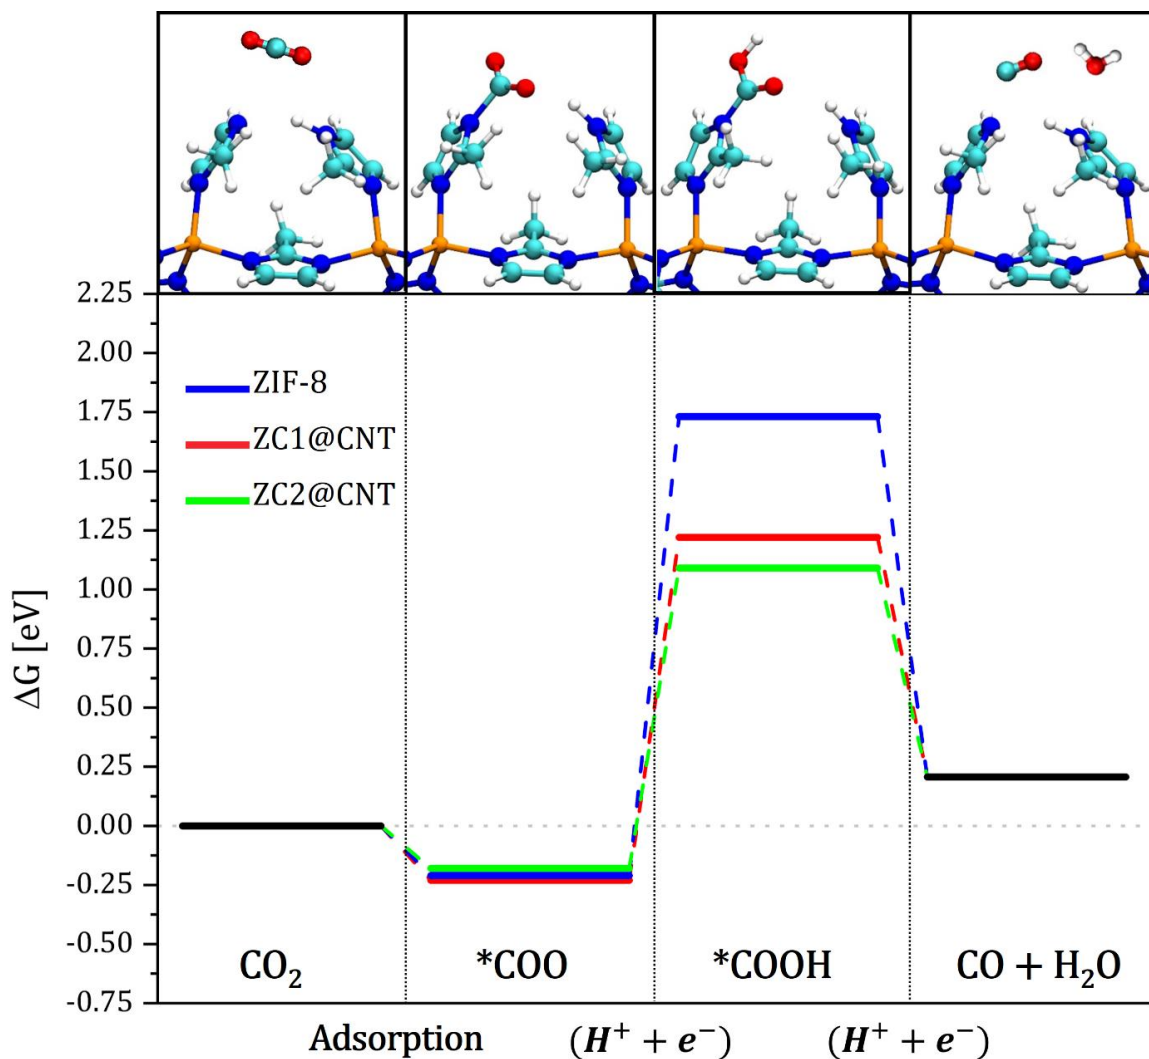 2.25
2.00
1.75
1.50
1.25
1.00
0.75
0.50
0.25
0.00
-0.25
-0.50
-0.75
ΔG [eV]
ZIF-8
ZC1@CNT
ZC2@CNT
CO₂ *COO *COOH CO + H₂O
Adsorption (H⁺ + e⁻) (H⁺ + e⁻)